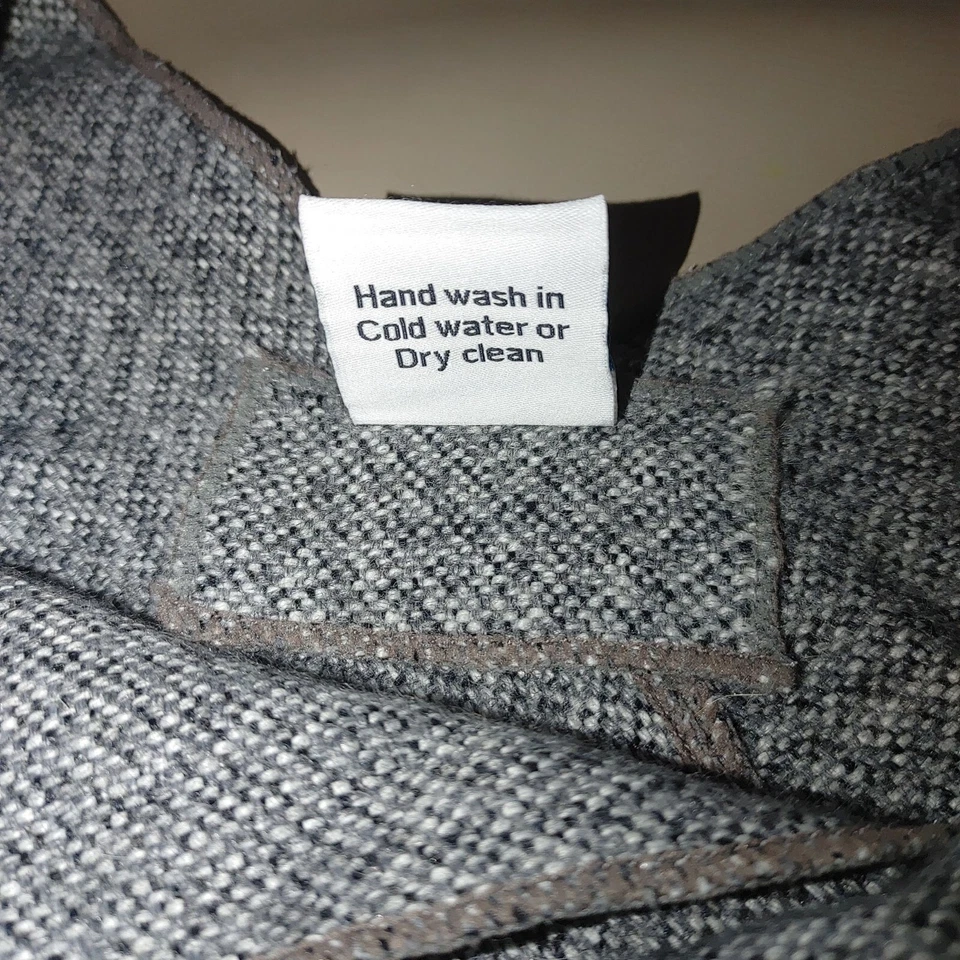 Hand wash in
Cold water or
Dry clean